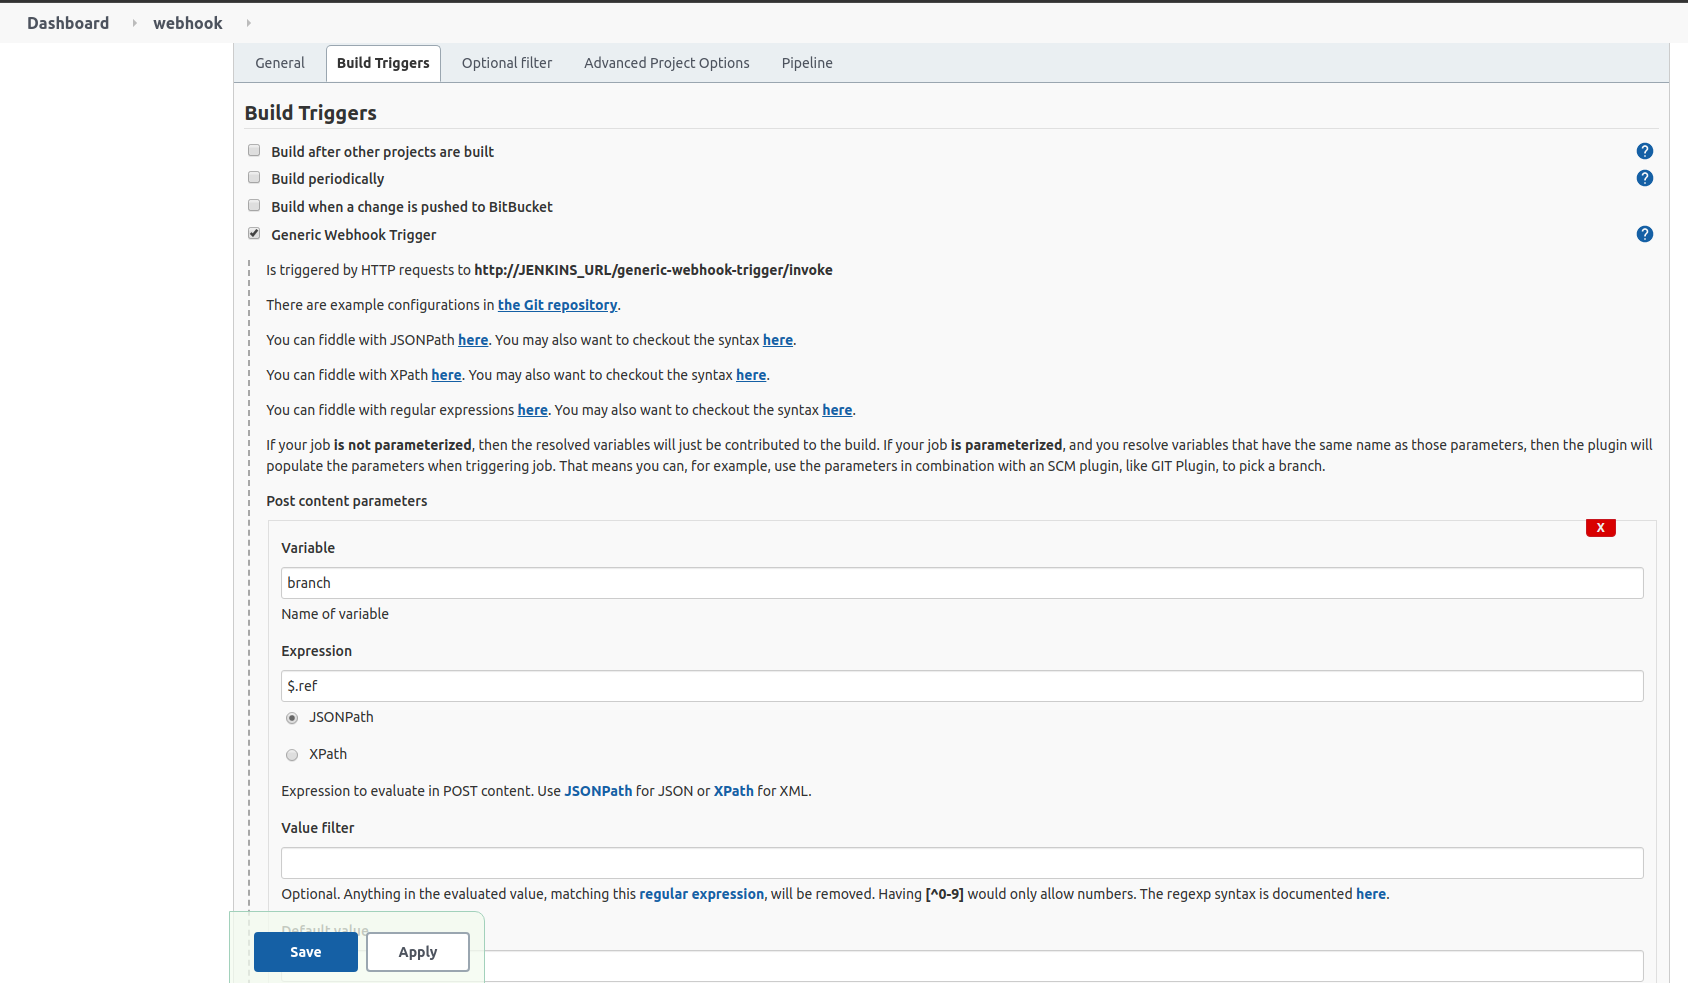 Dashboard webhook
General Build Triggers Optional filter Advanced Project Options Pipeline
Build Triggers
Build after other projects are built ?
Build periodically ?
Build when a change is pushed to BitBucket
Generic Webhook Trigger ?
Is triggered by HTTP requests to http://JENKINS_URL/generic-webhook-trigger/invoke
There are example configurations in the Git repository.
You can fiddle with JSONPath here. You may also want to checkout the syntax here.
You can fiddle with XPath here. You may also want to checkout the syntax here.
You can fiddle with regular expressions here. You may also want to checkout the syntax here.
If your job is not parameterized, then the resolved variables will just be contributed to the build. If your job is parameterized, and you resolve variables that have the same name as those parameters, then the plugin will
populate the parameters when triggering job. That means you can, for example, use the parameters in combination with an SCM plugin, like GIT Plugin, to pick a branch.
Post content parameters
X
Variable
branch
Name of variable
Expression
$.ref
JSONPath
XPath
Expression to evaluate in POST content. Use JSONPath for JSON or XPath for XML.
Value filter
Optional. Anything in the evaluated value, matching this regular expression, will be removed. Having [^0-9] would only allow numbers. The regexp syntax is documented here.
Default value
Save Apply